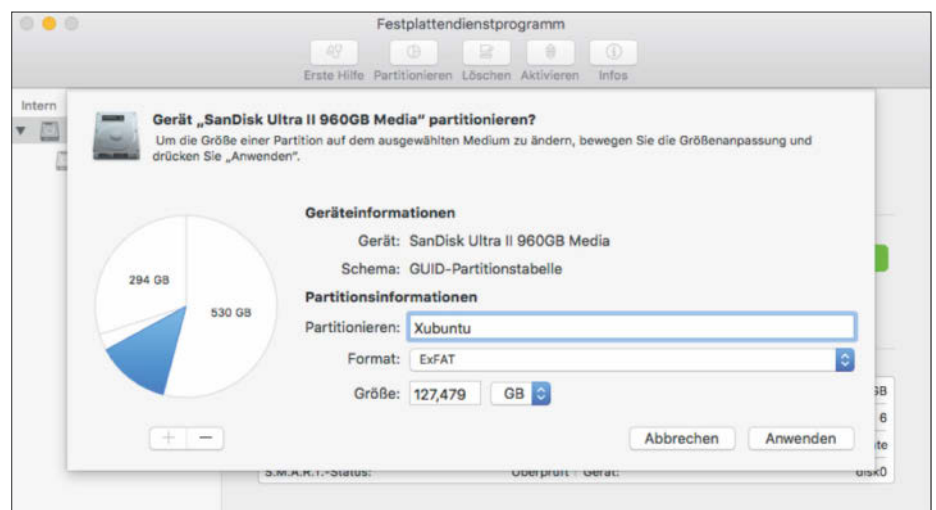 Festplattendienstprogramm
Erste Hilfe Partitionieren Löschen Aktivieren Infos
Intern
Gerät „SanDisk Ultra II 960GB Media“ partitionieren?
Um die Größe einer Partition auf dem ausgewählten Medium zu ändern, bewegen Sie die Größenanpassung und
drücken Sie „Anwenden“.
Geräteinformationen
Gerät: SanDisk Ultra II 960GB Media
Schema: GUID-Partitionstabelle
294 GB
530 GB
Partitionsinformationen
Partitionieren: Xubuntu
Format: ExFAT
Größe: 127,479 GB
GB
6
Abbrechen Anwenden
te
S.M.A.R.T.-Status: Überprüft Gerät: disk0